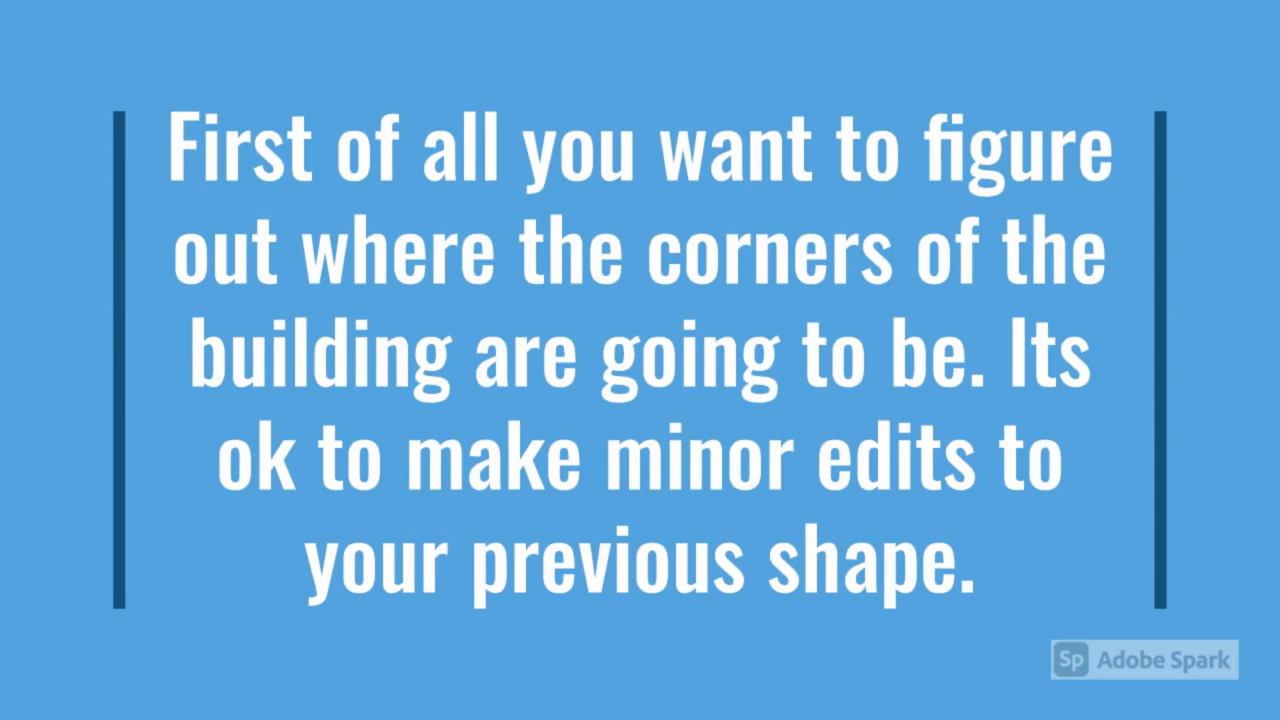 First of all you want to figure
out where the corners of the
building are going to be. Its
ok to make minor edits to
your previous shape.
Sp Adobe Spark